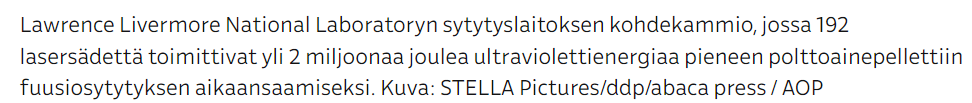 Lawrence Livermore National Laboratoryn sytytyslaitoksen kohdekammio, jossa 192
lasersädettä toimittivat yli 2 miljoonaa joulea ultraviolettienergiaa pieneen polttoainepellettiin
fuusiosytytyksen aikaansaamiseksi. Kuva: STELLA Pictures/ddp/abaca press / AOP